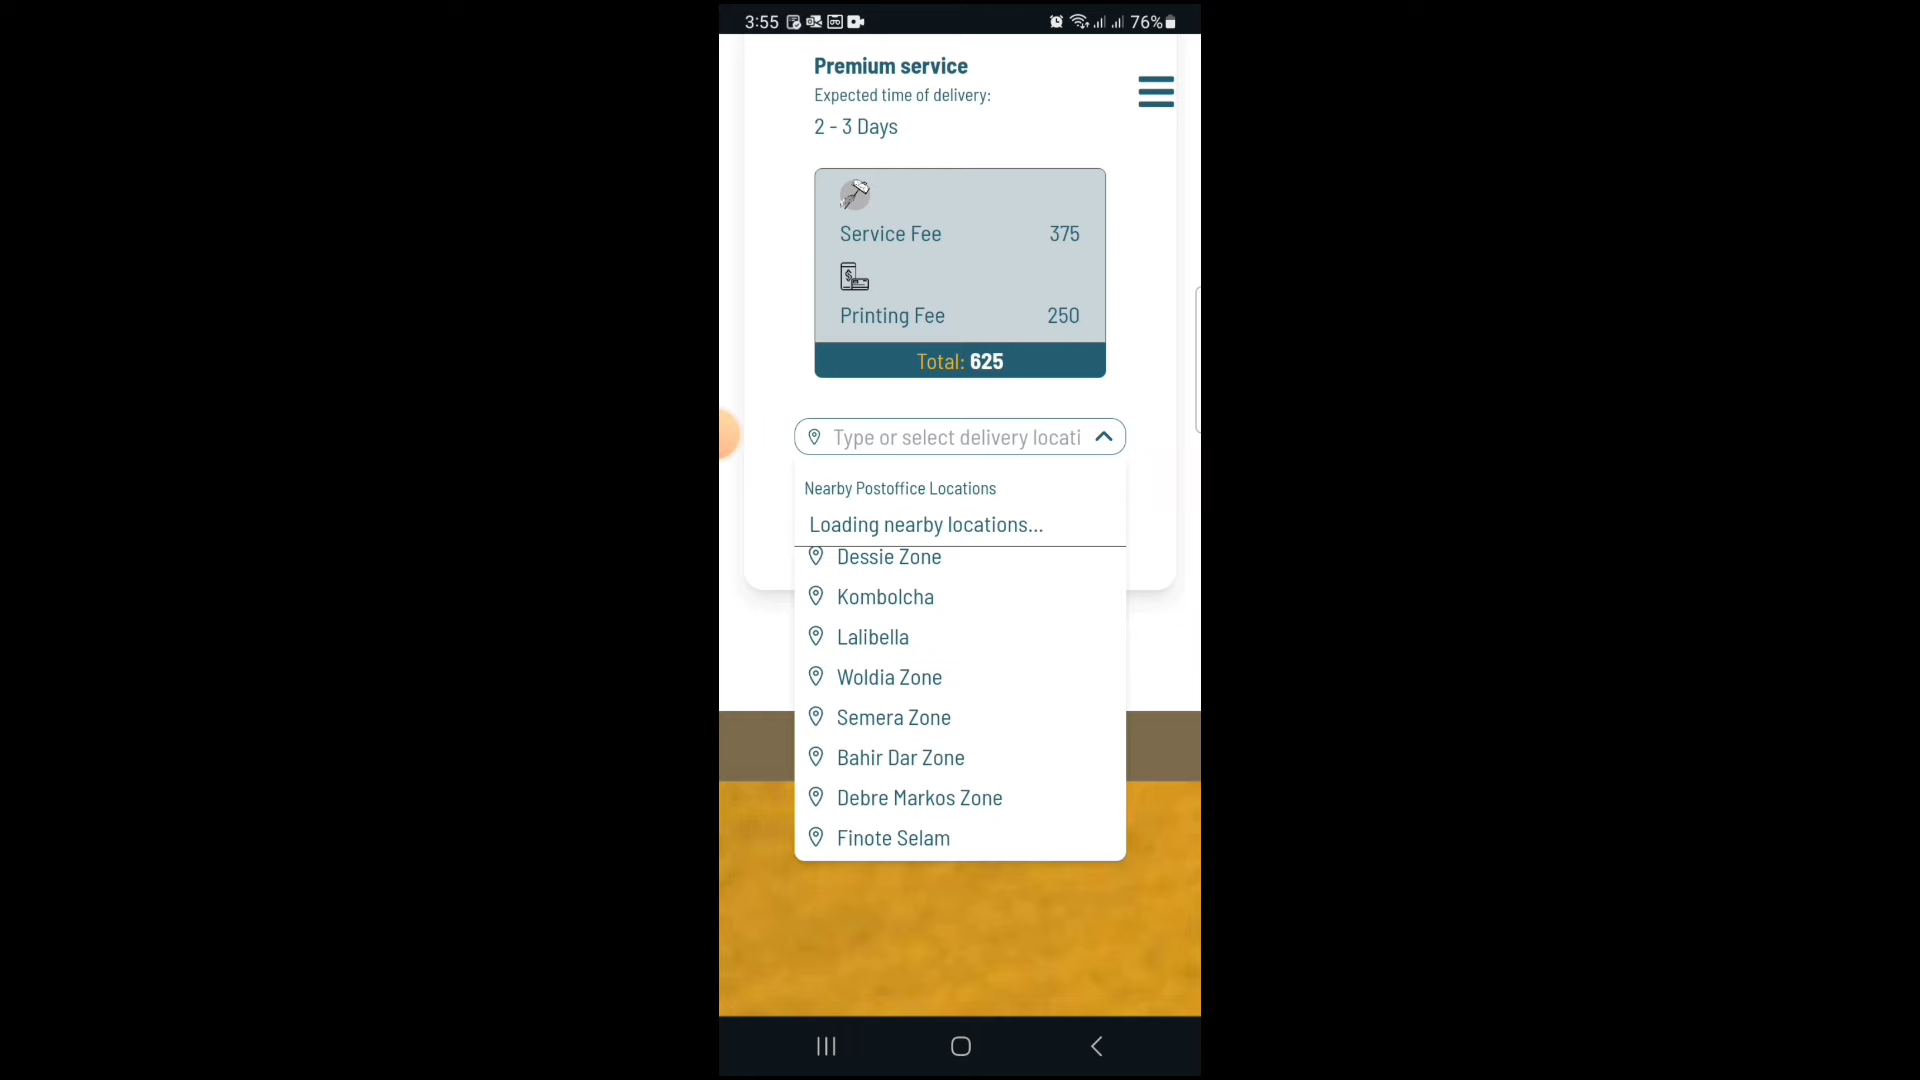 3:55
76%
Premium service
Expected time of delivery:
2 - 3 Days
Service Fee 375
Printing Fee 250
Total: 625
Type or select delivery locati
Nearby Postoffice Locations
Loading nearby locations...
Dessie Zone
Kombolcha
Lalibella
Woldia Zone
Semera Zone
Bahir Dar Zone
Debre Markos Zone
Finote Selam